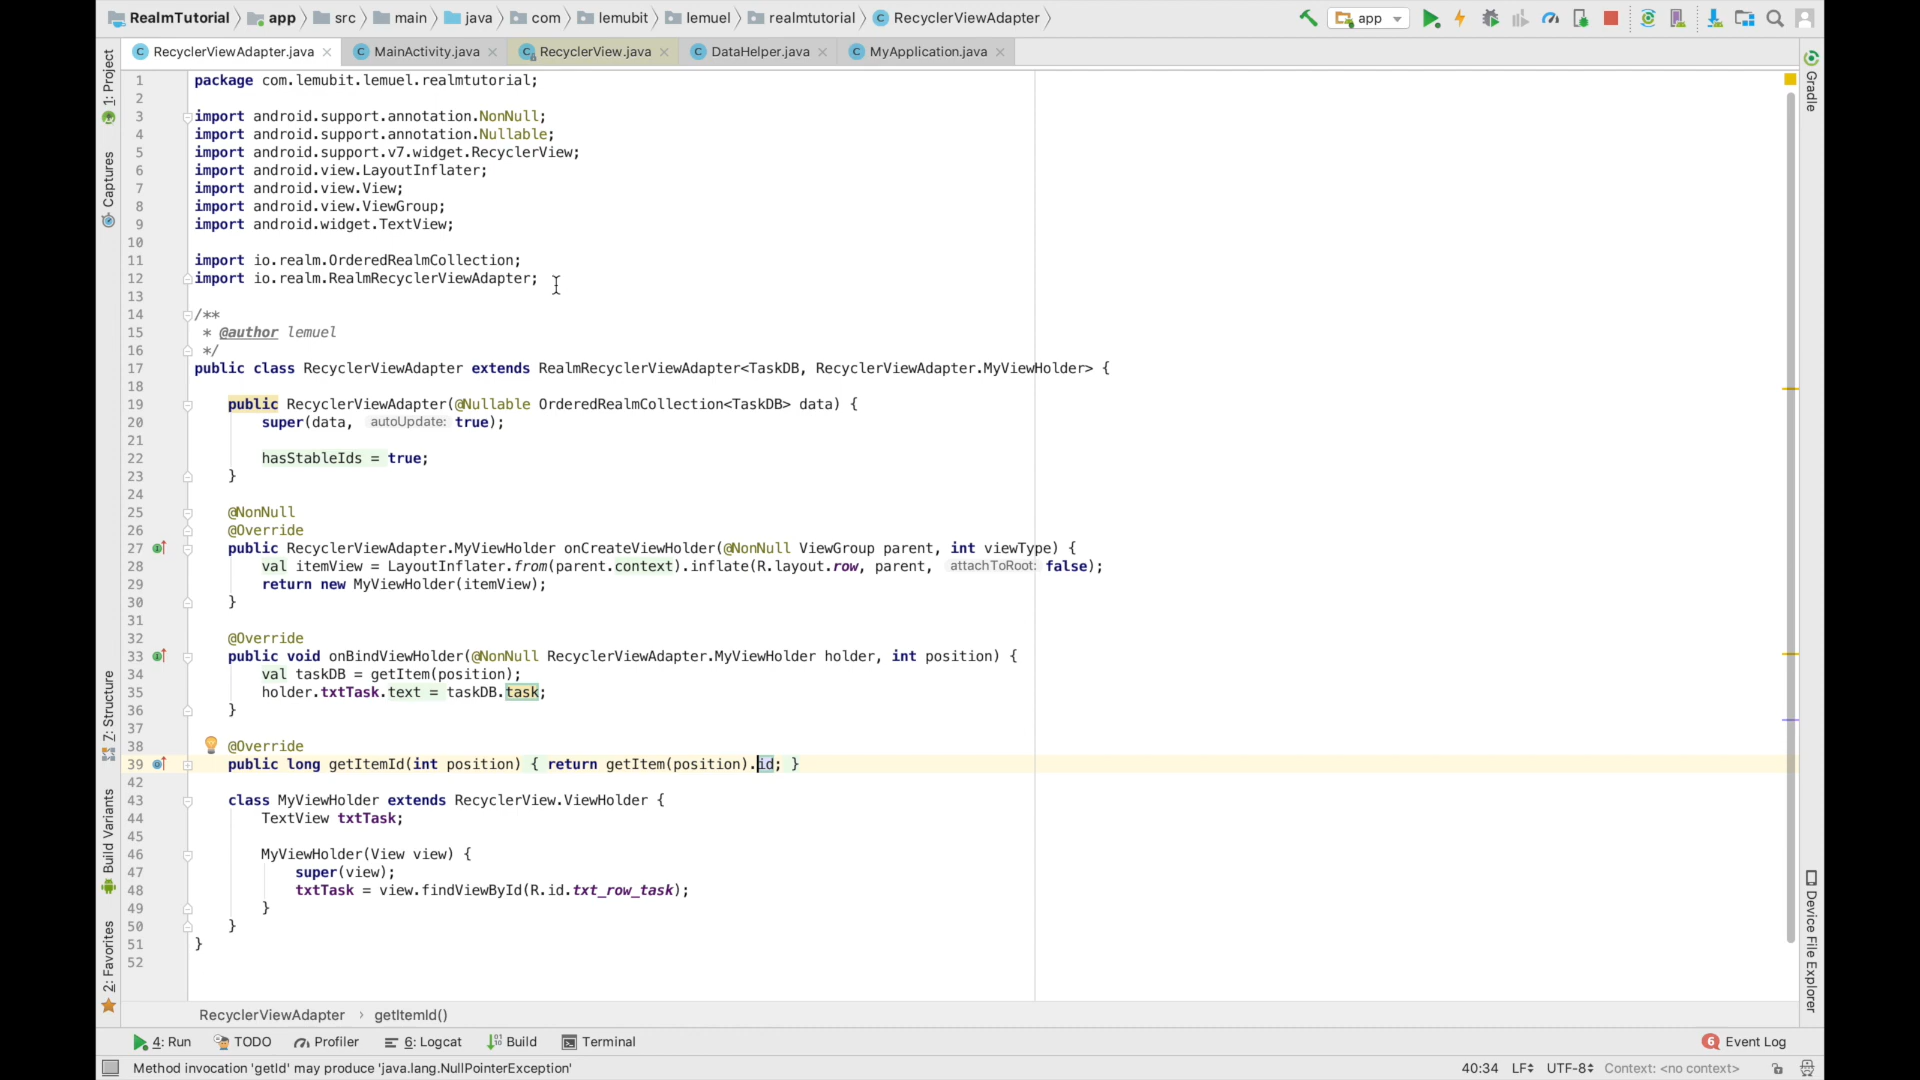 RealmTutorial app src main java com lemubit lemuel realmtutorial RecyclerViewAdapter app
RecyclerViewAdapter.java MainActivity.java RecyclerView.java DataHelper.java MyApplication.java
1: Project
Captures
Z: Structure
Build Variants
2: Favorites
Gradle
Device File Explorer
1 package com.lemubit.lemuel.realmtutorial;
2
3 import android.support.annotation.NonNull;
4 import android.support.annotation.Nullable;
5 import android.support.v7.widget.RecyclerView;
6 import android.view.LayoutInflater;
7 import android.view.View;
8 import android.view.ViewGroup;
9 import android.widget.TextView;
10
11 import io.realm.OrderedRealmCollection;
12 import io.realm.RealmRecyclerViewAdapter;
13
14 /**
15 * @author lemuel
16 */
17 public class RecyclerViewAdapter extends RealmRecyclerViewAdapter<TaskDB, RecyclerViewAdapter.MyViewHolder> {
18
19 public RecyclerViewAdapter(@Nullable OrderedRealmCollection<TaskDB> data) {
20 super(data, autoUpdate: true);
21
22 hasStableIds = true;
23 }
24
25 @NonNull
26 @Override
27 public RecyclerViewAdapter.MyViewHolder onCreateViewHolder(@NonNull ViewGroup parent, int viewType) {
28 val itemView = LayoutInflater.from(parent.context).inflate(R.layout.row, parent, attachToRoot: false);
29 return new MyViewHolder(itemView);
30 }
31
32 @Override
33 public void onBindViewHolder(@NonNull RecyclerViewAdapter.MyViewHolder holder, int position) {
34 val taskDB = getItem(position);
35 holder.txtTask.text = taskDB.task;
36 }
37
38 @Override
39 public long getItemId(int position) { return getItem(position).id; }
42
43 class MyViewHolder extends RecyclerView.ViewHolder {
44 TextView txtTask;
45
46 MyViewHolder(View view) {
47 super(view);
48 txtTask = view.findViewById(R.id.txt_row_task);
49 }
50 }
51 }
52
RecyclerViewAdapter › getItemId()
4: Run TODO Profiler 6: Logcat Build Terminal 6 Event Log
Method invocation 'getId' may produce 'java.lang.NullPointerException' 40:34 LF UTF-8 Context: <no context>